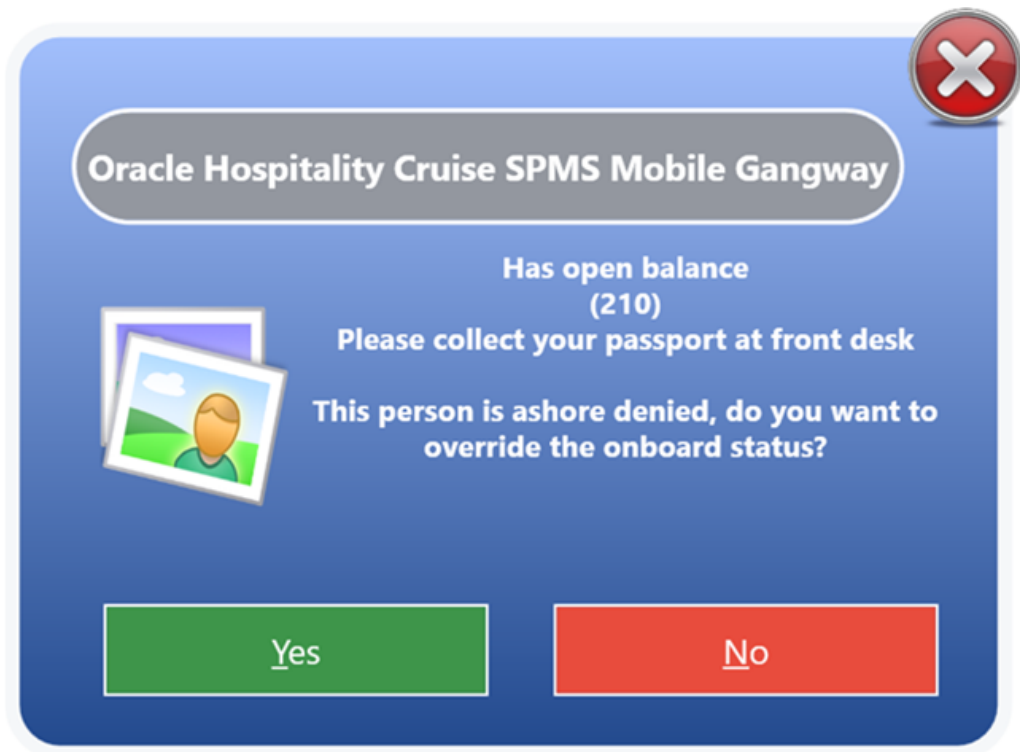 Oracle Hospitality Cruise SPMS Mobile Gangway
Has open balance
(210)
Please collect your passport at front desk
This person is ashore denied, do you want to
override the onboard status?
Yes
No